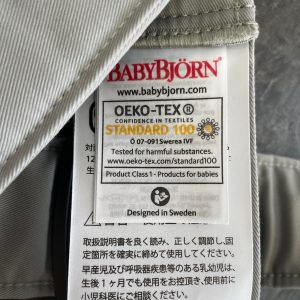 BABYBJÖRN
www.babybjorn.com
OEKO-TEX®
CONFIDENCE IN TEXTILES
STANDARD 100
07-091 Swerea IVF
Tested for harmful substances.
www.oeko-tex.com/standard100
Product Class 1 - Products for babies
Designed in Sweden
取扱説明書を良く読み、正しく調節し、固
定箇所を確実に締めてから使用してください。
早産児及び呼吸器疾患等のある乳幼児は、
生後1ヶ月でも使用をお控え頂き、使用前に
小児科医にご相談